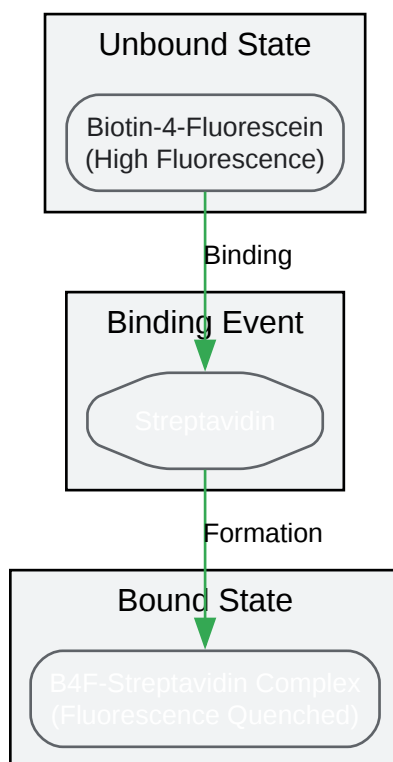 Unbound State
Biotin-4-Fluorescein
(High Fluorescence)
Binding
Binding Event
Streptavidin
Formation
Bound State
B4F-Streptavidin Complex
(Fluorescence Quenched)